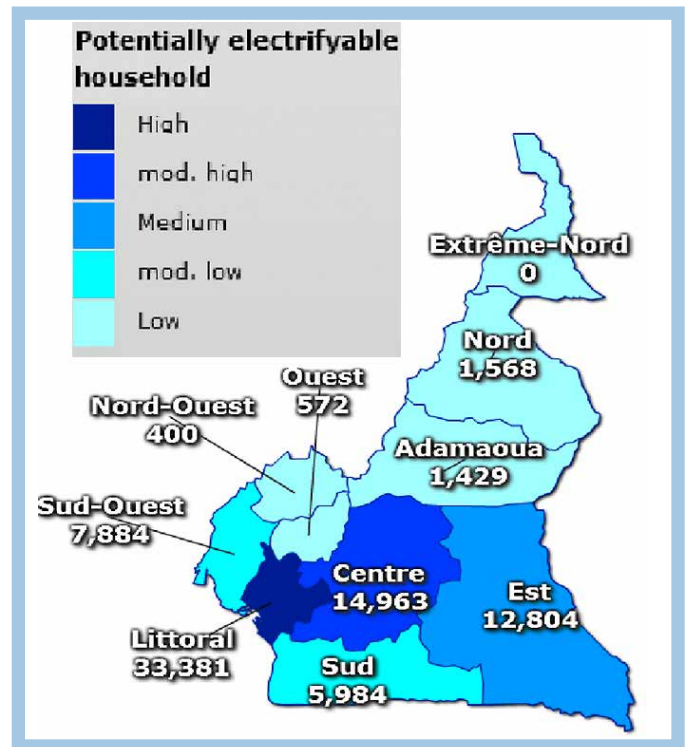 Potentially electrifyable
household
High
mod. high
Medium
mod. low
Low
Extrême-Nord
0
Nord
1,568
Ouest
572
Nord-Ouest
400
Adamaoua
1,429
Sud-Ouest
7,884
Centre
14,963
Est
12,804
Littoral
33,381
Sud
5,984